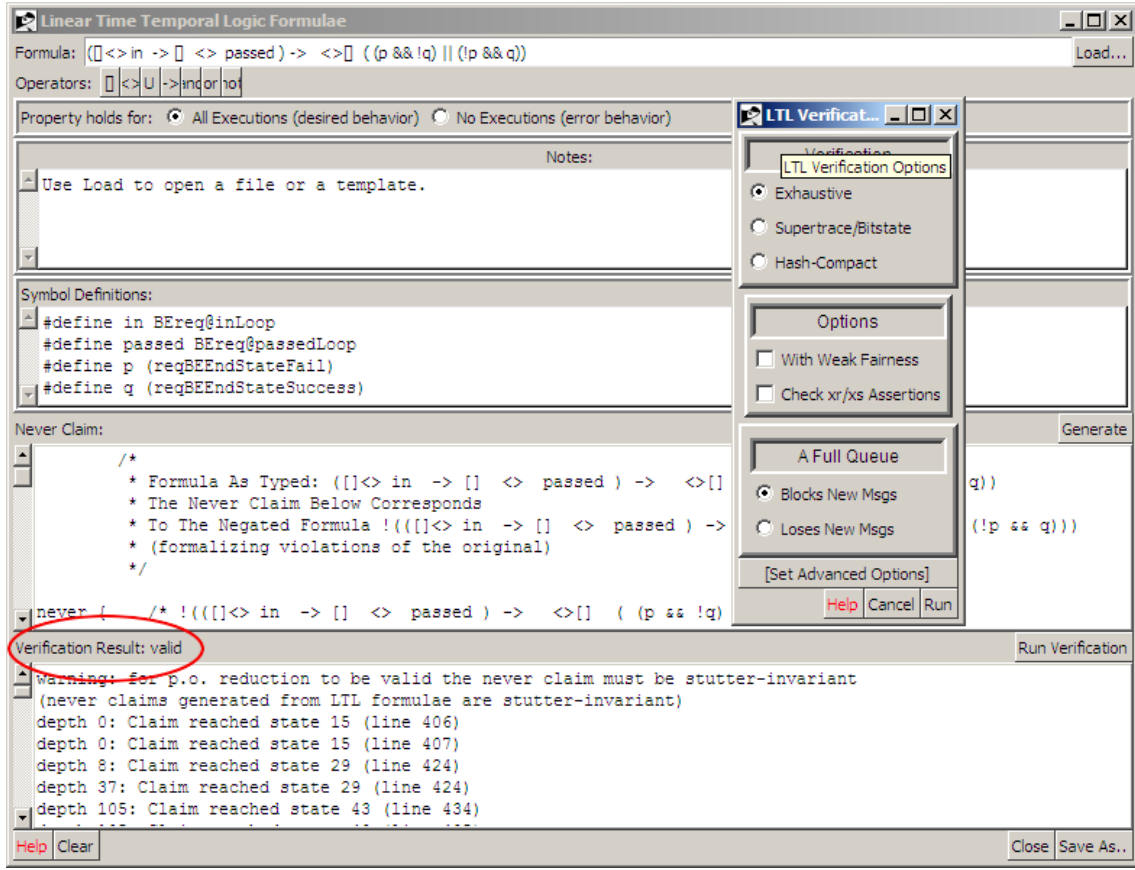 Linear Time Temporal Logic Formulae
Formula: ([]<> in -> [] <> passed ) -> <>[] ( (p && !q) || (!p && q))
Load...
Operators: [] <> U -> and or not
Property holds for: All Executions (desired behavior) No Executions (error behavior)
Notes:
Use Load to open a file or a template.
Symbol Definitions:
#define in BEreq@inLoop
#define passed BEreq@passedLoop
#define p (reqBEEndStateFail)
#define q (reqBEEndStateSuccess)
Never Claim:
Generate
/*
* Formula As Typed: ([]<> in -> [] <> passed ) -> <>[] q))
* The Never Claim Below Corresponds
* To The Negated Formula !(([]<> in -> [] <> passed ) -> (!p && q)))
* (formalizing violations of the original)
*/
never { /* !(([]<> in -> [] <> passed ) -> <>[] ( (p && !q)
Verification Result: valid
Run Verification
warning: for p.o. reduction to be valid the never claim must be stutter-invariant
(never claims generated from LTL formulae are stutter-invariant)
depth 0: Claim reached state 15 (line 406)
depth 0: Claim reached state 15 (line 407)
depth 8: Claim reached state 29 (line 424)
depth 37: Claim reached state 29 (line 424)
depth 105: Claim reached state 43 (line 434)
Help Clear
Close Save As..
LTL Verificat...
Verification
LTL Verification Options
Exhaustive
Supertrace/Bitstate
Hash-Compact
Options
With Weak Fairness
Check xr/xs Assertions
A Full Queue
Blocks New Msgs
Loses New Msgs
[Set Advanced Options]
Help Cancel Run